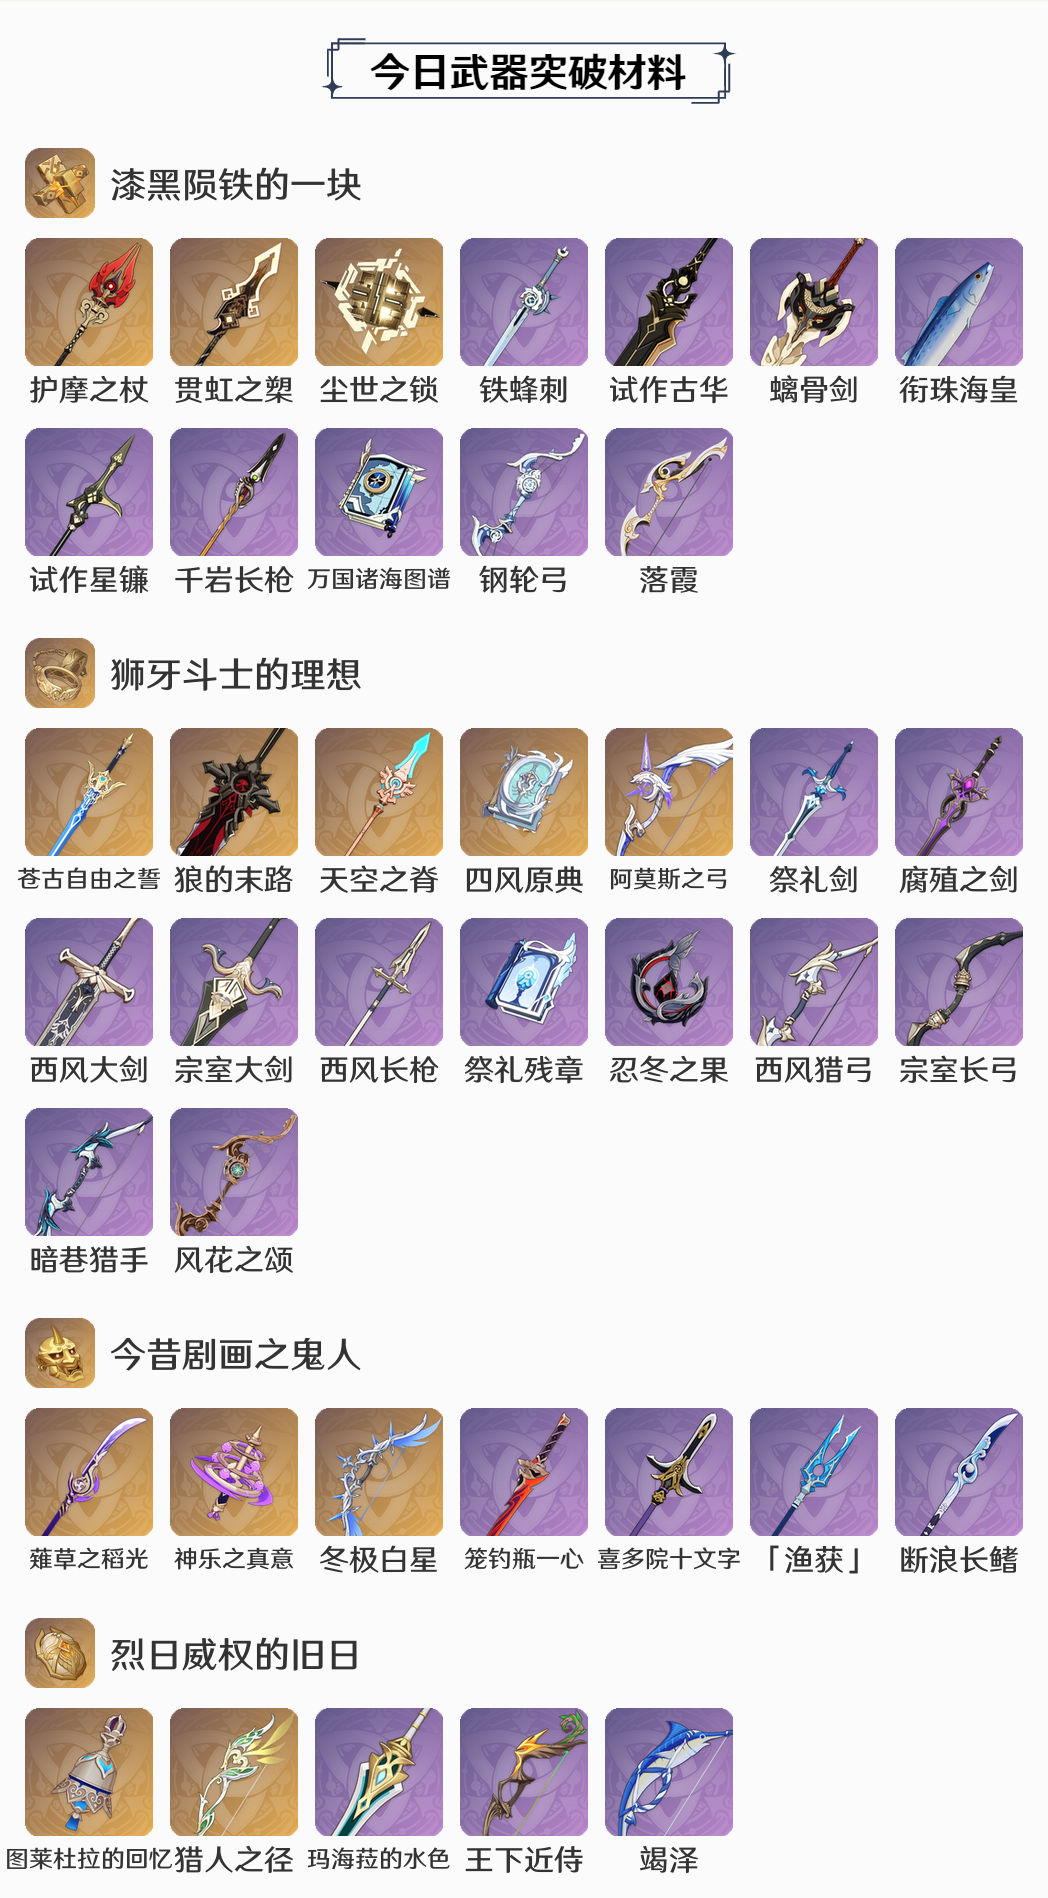 今日武器突破材料
漆黑陨铁的一块
护摩之杖 贯虹之槊 尘世之锁 铁蜂刺 试作古华 螭骨剑 衔珠海皇
试作星镰 千岩长枪 万国诸海图谱 钢轮弓 落霞
狮牙斗士的理想
苍古自由之誓 狼的末路 天空之脊 四风原典 阿莫斯之弓 祭礼剑 腐殖之剑
西风大剑 宗室大剑 西风长枪 祭礼残章 忍冬之果 西风猎弓 宗室长弓
暗巷猎手 风花之颂
今昔剧画之鬼人
薙草之稻光 神乐之真意 冬极白星 笼钓瓶一心 喜多院十文字 「渔获」 断浪长鳍
烈日威权的旧日
图莱杜拉的回忆 猎人之径 玛海菈的水色 王下近侍 竭泽